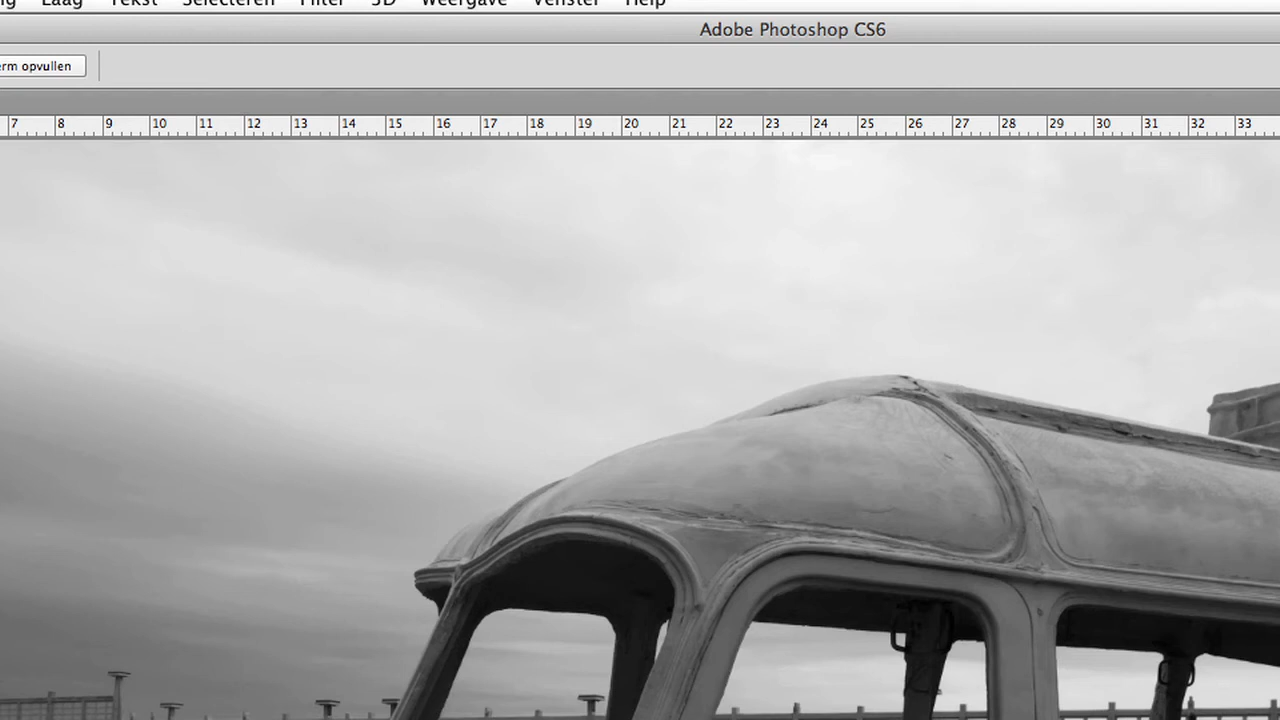 Laag Tekst Selecteren Filter 3D Weergave Venster Help
Adobe Photoshop CS6
opvullen
7 8 9 10 11 12 13 14 15 16 17 18 19 20 21 22 23 24 25 26 27 28 29 30 31 32 33